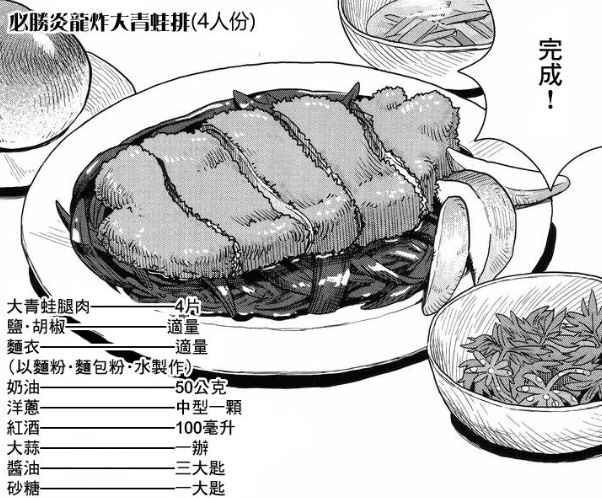 必勝炎龍炸大青蛙排(4人份)
完成！
大青蛙腿肉————4片
鹽·胡椒————適量
麵衣————適量
（以麵粉·麵包粉·水製作）
奶油————50公克
洋蔥————中型一顆
紅酒————100毫升
大蒜————一辦
醬油————三大匙
砂糖————一大匙